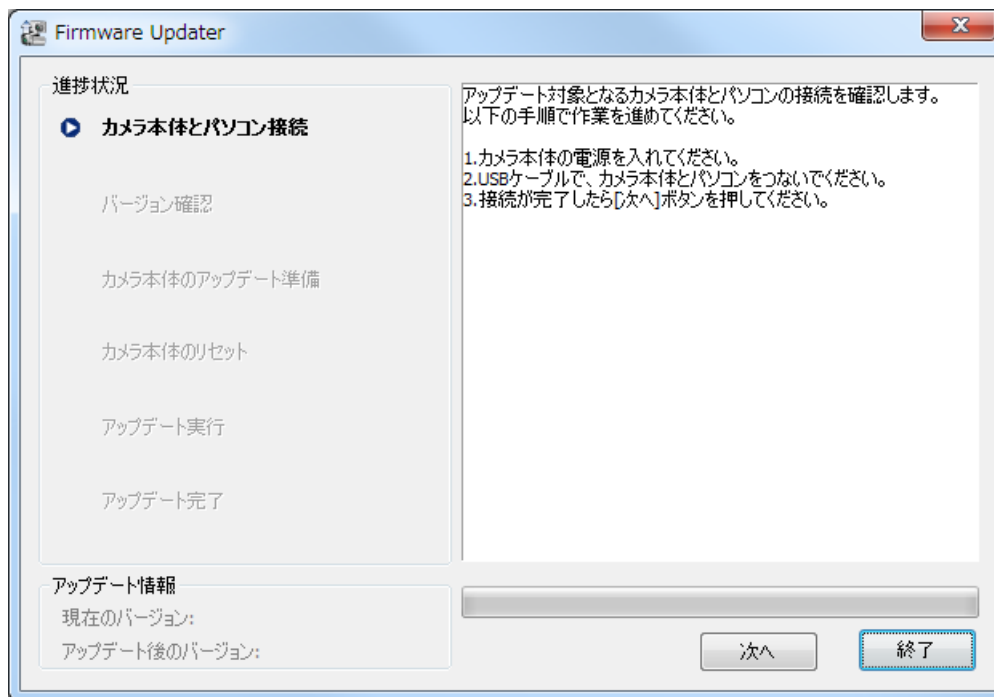 Firmware Updater
進捗状況
カメラ本体とパソコン接続
バージョン確認
カメラ本体のアップデート準備
カメラ本体のリセット
アップデート実行
アップデート完了
アップデート対象となるカメラ本体とパソコンの接続を確認します。
以下の手順で作業を進めてください。
1.カメラ本体の電源を入れてください。
2.USBケーブルで、カメラ本体とパソコンをつないでください。
3.接続が完了したら[次へ]ボタンを押してください。
アップデート情報
現在のバージョン:
アップデート後のバージョン:
次へ
終了